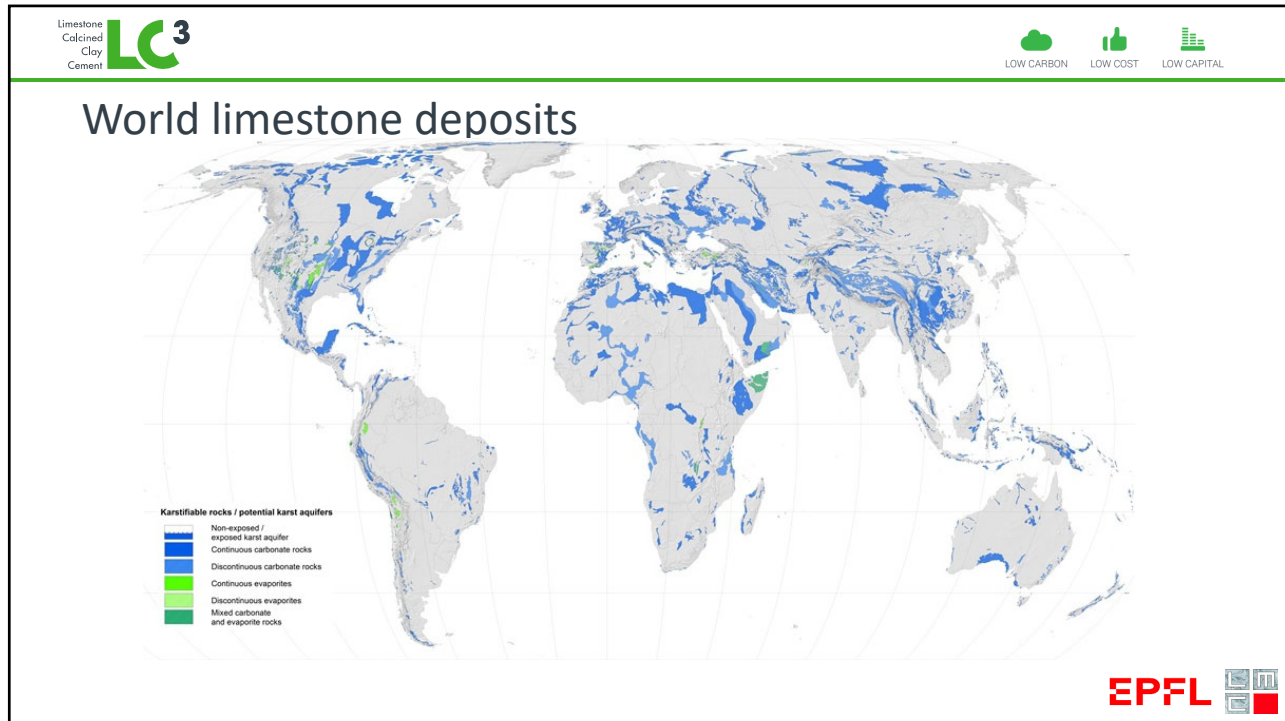 Limestone
Calcined
Clay
Cement
LC3
LOW CARBON
LOW COST
LOW CAPITAL
World limestone deposits
Karstifiable rocks / potential karst aquifers
Non-exposed /
exposed karst aquifer
Continuous carbonate rocks
Discontinuous carbonate rocks
Continuous evaporites
Discontinuous evaporites
Mixed carbonate
and evaporite rocks
EPFL
L M
C